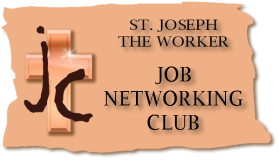 ST. JOSEPH
THE WORKER
jc
JOB
NETWORKING
CLUB